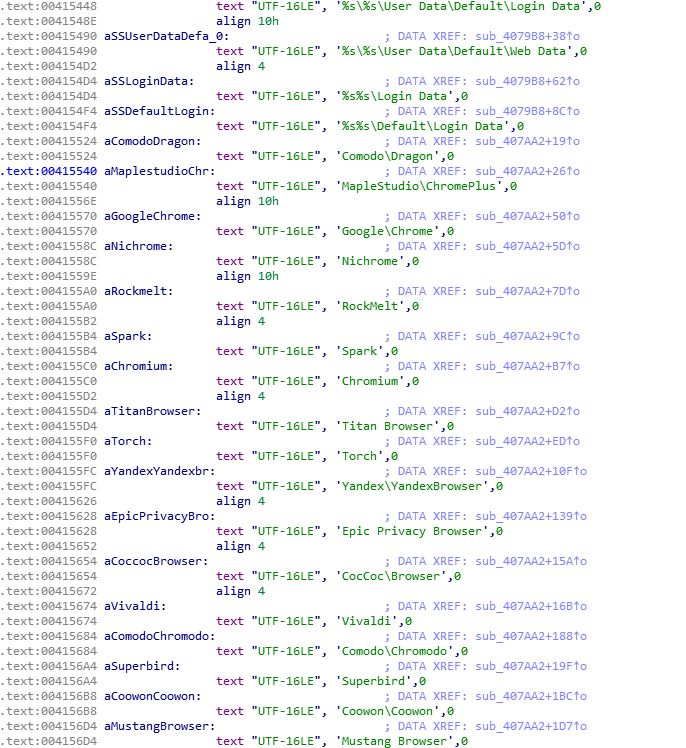 .text:00415448 text "UTF-16LE", '%s\%s\User Data\Default\Login Data',0
.text:0041548E align 10h
.text:00415490 aSSUserDataDefa_0: ; DATA XREF: sub_4079B8+38↑o
.text:00415490 text "UTF-16LE", '%s\%s\User Data\Default\Web Data',0
.text:004154D2 align 4
.text:004154D4 aSSLoginData: ; DATA XREF: sub_4079B8+62↑o
.text:004154D4 text "UTF-16LE", '%s%s\Login Data',0
.text:004154F4 aSSDefaultLogin: ; DATA XREF: sub_4079B8+8C↑o
.text:004154F4 text "UTF-16LE", '%s%s\Default\Login Data',0
.text:00415524 aComodoDragon: ; DATA XREF: sub_407AA2+19↑o
.text:00415524 text "UTF-16LE", 'Comodo\Dragon',0
.text:00415540 aMaplestudioChr: ; DATA XREF: sub_407AA2+26↑o
.text:00415540 text "UTF-16LE", 'MapleStudio\ChromePlus',0
.text:0041556E align 10h
.text:00415570 aGoogleChrome: ; DATA XREF: sub_407AA2+50↑o
.text:00415570 text "UTF-16LE", 'Google\Chrome',0
.text:0041558C aNichrome: ; DATA XREF: sub_407AA2+5D↑o
.text:0041558C text "UTF-16LE", 'Nichrome',0
.text:0041559E align 10h
.text:004155A0 aRockmelt: ; DATA XREF: sub_407AA2+7D↑o
.text:004155A0 text "UTF-16LE", 'RockMelt',0
.text:004155B2 align 4
.text:004155B4 aSpark: ; DATA XREF: sub_407AA2+9C↑o
.text:004155B4 text "UTF-16LE", 'Spark',0
.text:004155C0 aChromium: ; DATA XREF: sub_407AA2+B7↑o
.text:004155C0 text "UTF-16LE", 'Chromium',0
.text:004155D2 align 4
.text:004155D4 aTitanBrowser: ; DATA XREF: sub_407AA2+D2↑o
.text:004155D4 text "UTF-16LE", 'Titan Browser',0
.text:004155F0 aTorch: ; DATA XREF: sub_407AA2+ED↑o
.text:004155F0 text "UTF-16LE", 'Torch',0
.text:004155FC aYandexYandexbr: ; DATA XREF: sub_407AA2+10F↑o
.text:004155FC text "UTF-16LE", 'Yandex\YandexBrowser',0
.text:00415626 align 4
.text:00415628 aEpicPrivacyBro: ; DATA XREF: sub_407AA2+139↑o
.text:00415628 text "UTF-16LE", 'Epic Privacy Browser',0
.text:00415652 align 4
.text:00415654 aCoccocBrowser: ; DATA XREF: sub_407AA2+15A↑o
.text:00415654 text "UTF-16LE", 'CocCoc\Browser',0
.text:00415672 align 4
.text:00415674 aVivaldi: ; DATA XREF: sub_407AA2+16B↑o
.text:00415674 text "UTF-16LE", 'Vivaldi',0
.text:00415684 aComodoChromodo: ; DATA XREF: sub_407AA2+188↑o
.text:00415684 text "UTF-16LE", 'Comodo\Chromodo',0
.text:004156A4 aSuperbird: ; DATA XREF: sub_407AA2+19F↑o
.text:004156A4 text "UTF-16LE", 'Superbird',0
.text:004156B8 aCoowonCoowon: ; DATA XREF: sub_407AA2+1BC↑o
.text:004156B8 text "UTF-16LE", 'Coowon\Coowon',0
.text:004156D4 aMustangBrowser: ; DATA XREF: sub_407AA2+1D7↑o
.text:004156D4 text "UTF-16LE", 'Mustang Browser',0